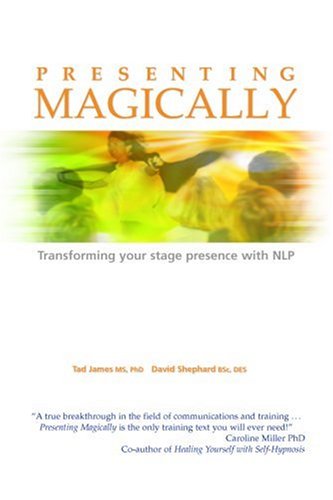 PRESENTING
MAGICALLY
Transforming your stage presence with NLP
Tad James MS, PhD David Shephard BSc, DES
“A true breakthrough in the field of communications and training ...
Presenting Magically is the only training text you will ever need!”
Caroline Miller PhD
Co-author of Healing Yourself with Self-Hypnosis